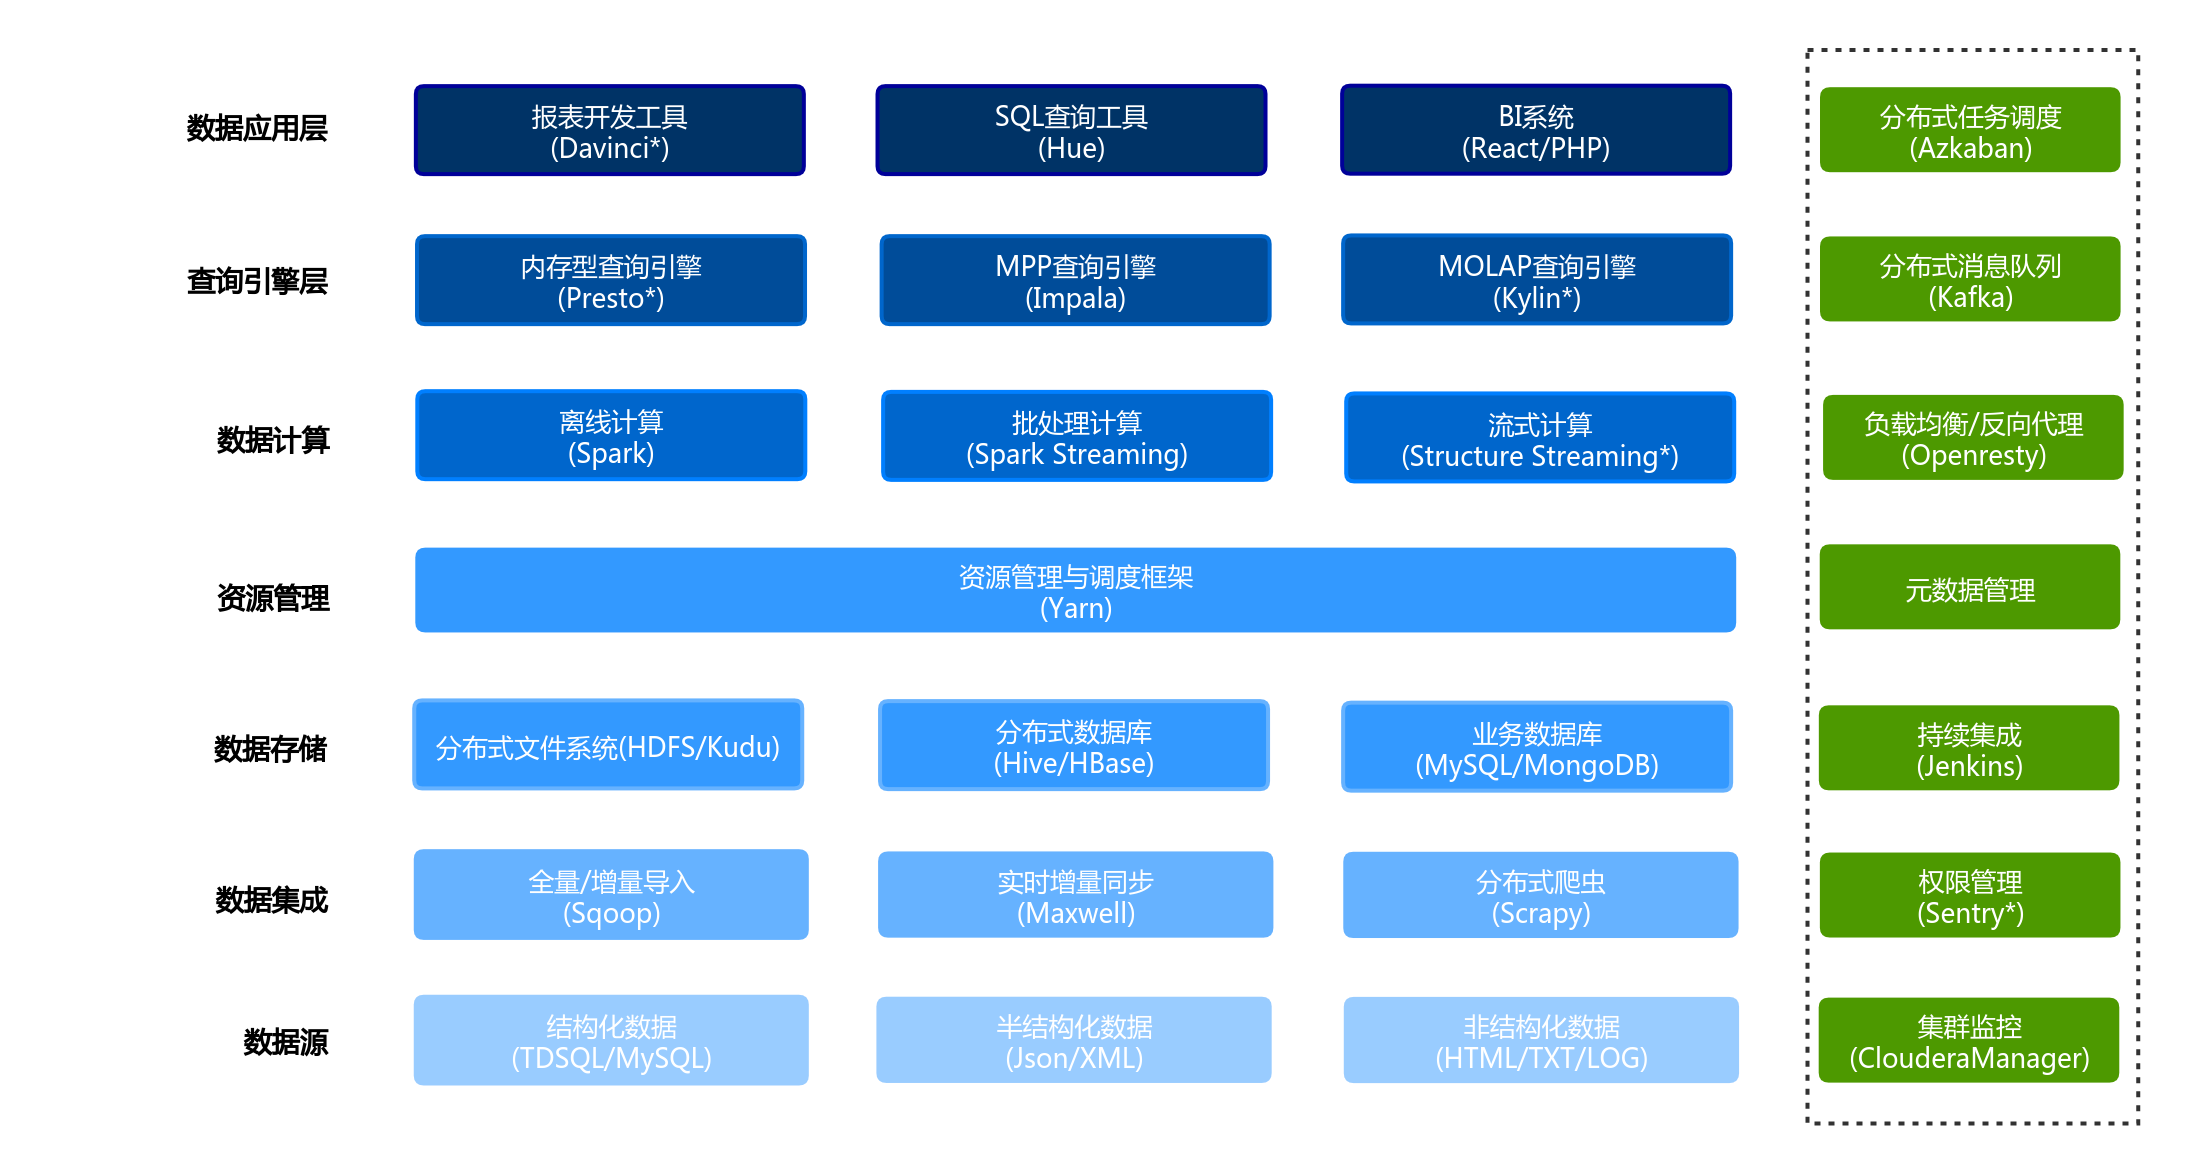 数据应用层
报表开发工具
(Davinci*)
SQL查询工具
(Hue)
BI系统
(React/PHP)
分布式任务调度
(Azkaban)
查询引擎层
内存型查询引擎
(Presto*)
MPP查询引擎
(Impala)
MOLAP查询引擎
(Kylin*)
分布式消息队列
(Kafka)
数据计算
离线计算
(Spark)
批处理计算
(Spark Streaming)
流式计算
(Structure Streaming*)
负载均衡/反向代理
(Openresty)
资源管理
资源管理与调度框架
(Yarn)
元数据管理
数据存储
分布式文件系统(HDFS/Kudu)
分布式数据库
(Hive/HBase)
业务数据库
(MySQL/MongoDB)
持续集成
(Jenkins)
数据集成
全量/增量导入
(Sqoop)
实时增量同步
(Maxwell)
分布式爬虫
(Scrapy)
权限管理
(Sentry*)
数据源
结构化数据
(TDSQL/MySQL)
半结构化数据
(Json/XML)
非结构化数据
(HTML/TXT/LOG)
集群监控
(ClouderaManager)